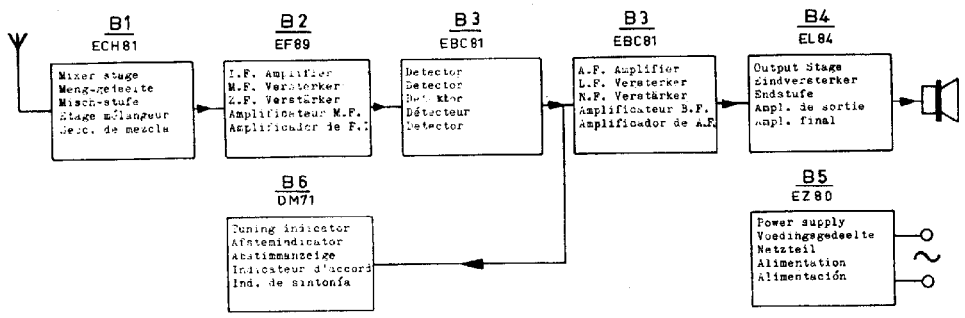 B1
ECH81
Mixer stage
Meng-gedeelte
Misch-stufe
Etage mélangeur
Secc. de mezcla
B2
EF89
I.F. Amplifier
M.F. Versterker
Z.F. Verstärker
Amplificateur M.F.
Amplificador de F.I
B3
EBC81
Detector
Detector
Detektor
Détecteur
Detector
B3
EBC81
A.F. Amplifier
L.F. Versterker
N.F. Verstärker
Amplificateur B.F.
Amplificador de A.F.
B4
EL84
Output Stage
Eindversterker
Endstufe
Ampl. de sortie
Ampl. final
B6
DM71
Tuning indicator
Afstemindicator
Abstimmanzeige
Indicateur d'accord
Ind. de sintonía
B5
EZ80
Power supply
Voedingsgedeelte
Netzteil
Alimentation
Alimentación
~